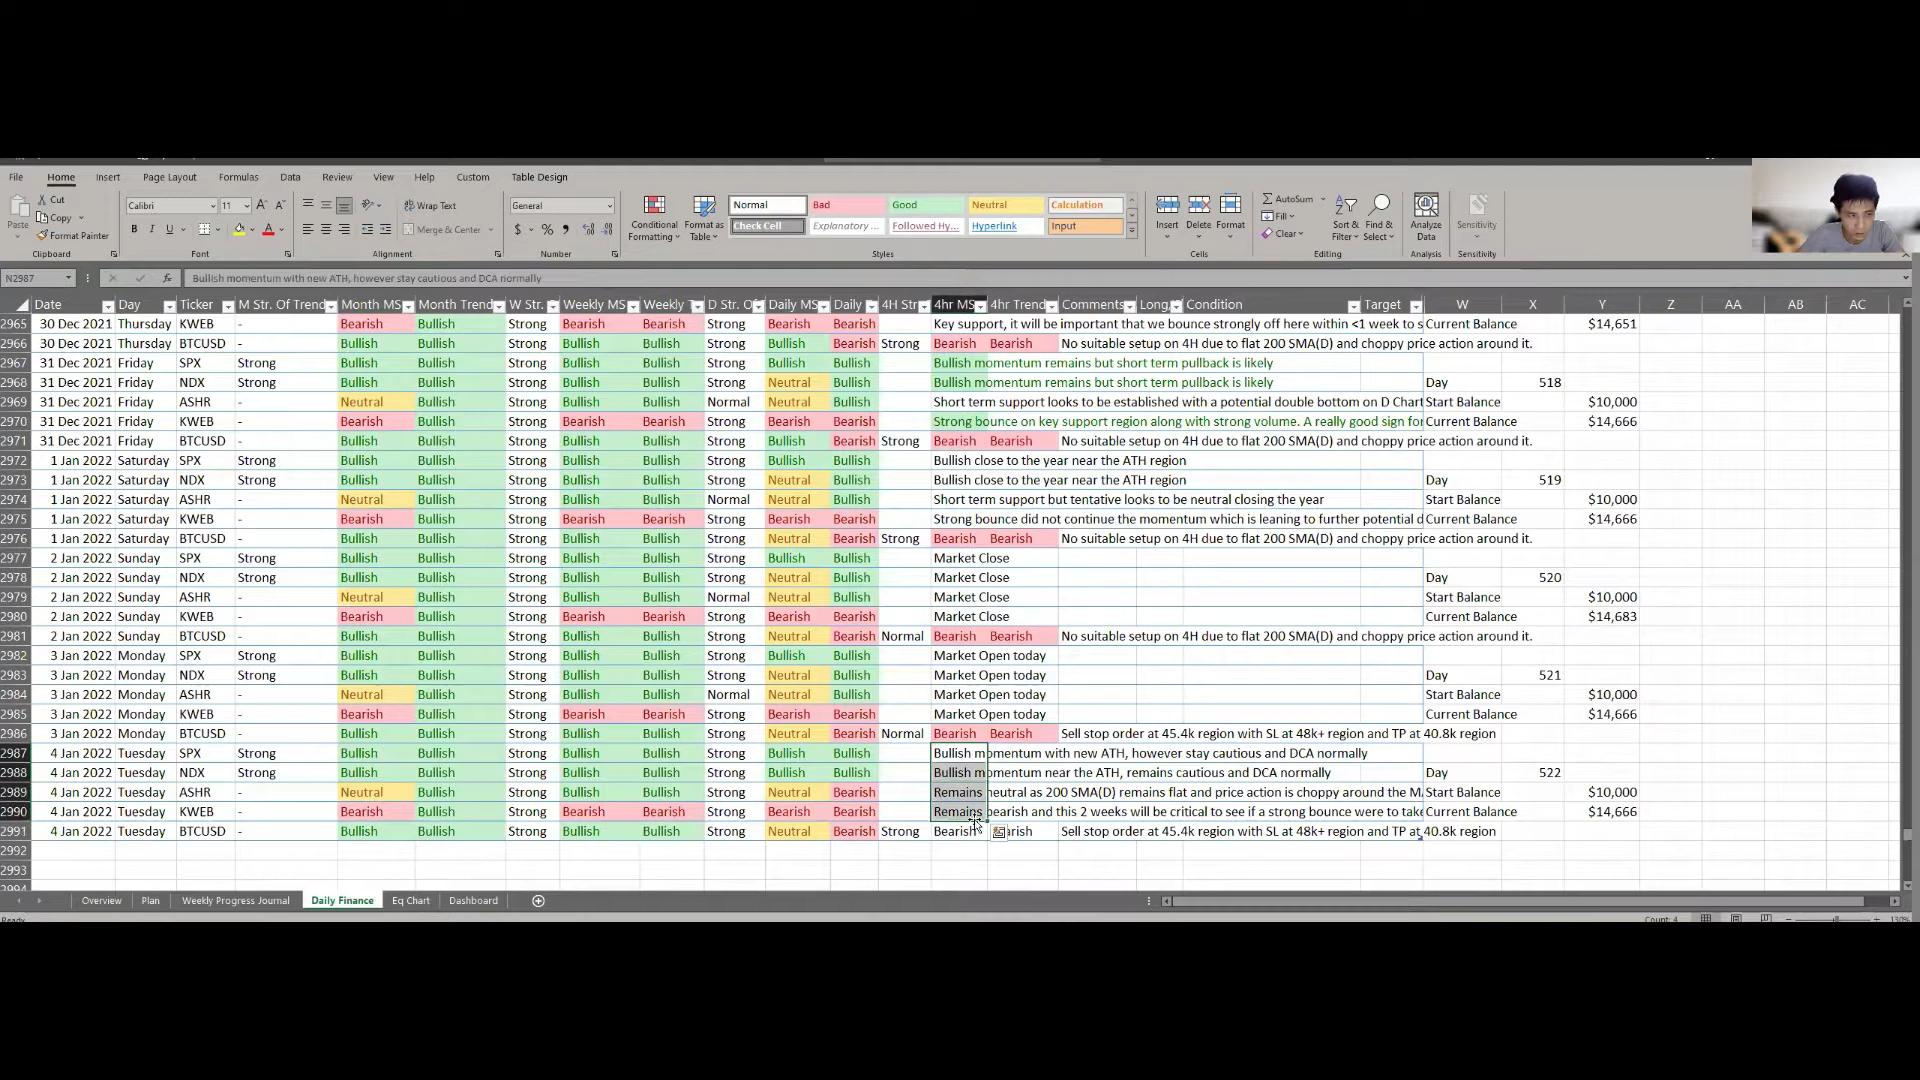 File Home Insert Page Layout Formulas Data Review View Help Custom Table Design
Paste Cut Copy Format Painter Clipboard
Calibri 11 B I U Font
Wrap Text Merge & Center Alignment
General $ % Number
Conditional Formatting Format as Table
Normal Bad Good Neutral Calculation
Check Cell Explanatory ... Followed Hy... Hyperlink Input
Styles
Insert Delete Format Cells
AutoSum Fill Clear Sort & Filter Find & Select Editing
Analyze Data Analysis
Sensitivity Sensitivity
N2987 fx Bullish momentum with new ATH, however stay cautious and DCA normally
Date Day Ticker M Str. Of Trend Month MS Month Trend W Str. Weekly MS Weekly D Str. O Daily MS Daily 4H Str 4hr MS 4hr Trend Comments Long, Condition Target W X Y Z AA AB AC
2965 30 Dec 2021 Thursday KWEB - Bearish Bullish Strong Bearish Bearish Strong Bearish Bearish Key support, it will be important that we bounce strongly off here within <1 week to s Current Balance $14,651
2966 30 Dec 2021 Thursday BTCUSD - Bullish Bullish Strong Bullish Bullish Strong Bullish Bearish Strong Bearish Bearish No suitable setup on 4H due to flat 200 SMA(D) and choppy price action around it.
2967 31 Dec 2021 Friday SPX Strong Bullish Bullish Strong Bullish Bullish Strong Bullish Bullish Bullish momentum remains but short term pullback is likely
2968 31 Dec 2021 Friday NDX Strong Bullish Bullish Strong Bullish Bullish Strong Neutral Bullish Bullish momentum remains but short term pullback is likely Day 518
2969 31 Dec 2021 Friday ASHR - Neutral Bullish Strong Bullish Bullish Normal Neutral Bullish Short term support looks to be established with a potential double bottom on D Chart Start Balance $10,000
2970 31 Dec 2021 Friday KWEB - Bearish Bullish Strong Bearish Bearish Strong Bearish Bearish Strong bounce on key support region along with strong volume. A really good sign for Current Balance $14,666
2971 31 Dec 2021 Friday BTCUSD - Bullish Bullish Strong Bullish Bullish Strong Bullish Bearish Strong Bearish Bearish No suitable setup on 4H due to flat 200 SMA(D) and choppy price action around it.
2972 1 Jan 2022 Saturday SPX Strong Bullish Bullish Strong Bullish Bullish Strong Bullish Bullish Bullish close to the year near the ATH region
2973 1 Jan 2022 Saturday NDX Strong Bullish Bullish Strong Bullish Bullish Strong Neutral Bullish Bullish close to the year near the ATH region Day 519
2974 1 Jan 2022 Saturday ASHR - Neutral Bullish Strong Bullish Bullish Normal Neutral Bullish Short term support but tentative looks to be neutral closing the year Start Balance $10,000
2975 1 Jan 2022 Saturday KWEB - Bearish Bullish Strong Bearish Bearish Strong Bearish Bearish Strong bounce did not continue the momentum which is leaning to further potential d Current Balance $14,666
2976 1 Jan 2022 Saturday BTCUSD - Bullish Bullish Strong Bullish Bullish Strong Neutral Bearish Strong Bearish Bearish No suitable setup on 4H due to flat 200 SMA(D) and choppy price action around it.
2977 2 Jan 2022 Sunday SPX Strong Bullish Bullish Strong Bullish Bullish Strong Bullish Bullish Market Close
2978 2 Jan 2022 Sunday NDX Strong Bullish Bullish Strong Bullish Bullish Strong Neutral Bullish Market Close Day 520
2979 2 Jan 2022 Sunday ASHR - Neutral Bullish Strong Bullish Bullish Normal Neutral Bullish Market Close Start Balance $10,000
2980 2 Jan 2022 Sunday KWEB - Bearish Bullish Strong Bearish Bearish Strong Bearish Bearish Market Close Current Balance $14,683
2981 2 Jan 2022 Sunday BTCUSD - Bullish Bullish Strong Bullish Bullish Strong Neutral Bearish Normal Bearish Bearish No suitable setup on 4H due to flat 200 SMA(D) and choppy price action around it.
2982 3 Jan 2022 Monday SPX Strong Bullish Bullish Strong Bullish Bullish Strong Bullish Bullish Market Open today
2983 3 Jan 2022 Monday NDX Strong Bullish Bullish Strong Bullish Bullish Strong Neutral Bullish Market Open today Day 521
2984 3 Jan 2022 Monday ASHR - Neutral Bullish Strong Bullish Bullish Normal Neutral Bullish Market Open today Start Balance $10,000
2985 3 Jan 2022 Monday KWEB - Bearish Bullish Strong Bearish Bearish Strong Bearish Bearish Market Open today Current Balance $14,666
2986 3 Jan 2022 Monday BTCUSD - Bullish Bullish Strong Bullish Bullish Strong Neutral Bearish Normal Bearish Bearish Sell stop order at 45.4k region with SL at 48k+ region and TP at 40.8k region
2987 4 Jan 2022 Tuesday SPX Strong Bullish Bullish Strong Bullish Bullish Strong Bullish Bullish Bullish momentum with new ATH, however stay cautious and DCA normally
2988 4 Jan 2022 Tuesday NDX Strong Bullish Bullish Strong Bullish Bullish Strong Neutral Bullish Bullish momentum near the ATH, remains cautious and DCA normally Day 522
2989 4 Jan 2022 Tuesday ASHR - Neutral Bullish Strong Bullish Bullish Strong Neutral Bearish Remains neutral as 200 SMA(D) remains flat and price action is choppy around the MA Start Balance $10,000
2990 4 Jan 2022 Tuesday KWEB - Bearish Bullish Strong Bearish Bearish Strong Bearish Bearish Remains bearish and this 2 weeks will be critical to see if a strong bounce were to take Current Balance $14,666
2991 4 Jan 2022 Tuesday BTCUSD - Bullish Bullish Strong Bullish Bullish Strong Neutral Bearish Strong Bearish arish Sell stop order at 45.4k region with SL at 48k+ region and TP at 40.8k region
2992
2993
2994
Overview Plan Weekly Progress Journal Daily Finance Eq Chart Dashboard
Ready Count: 4 130%